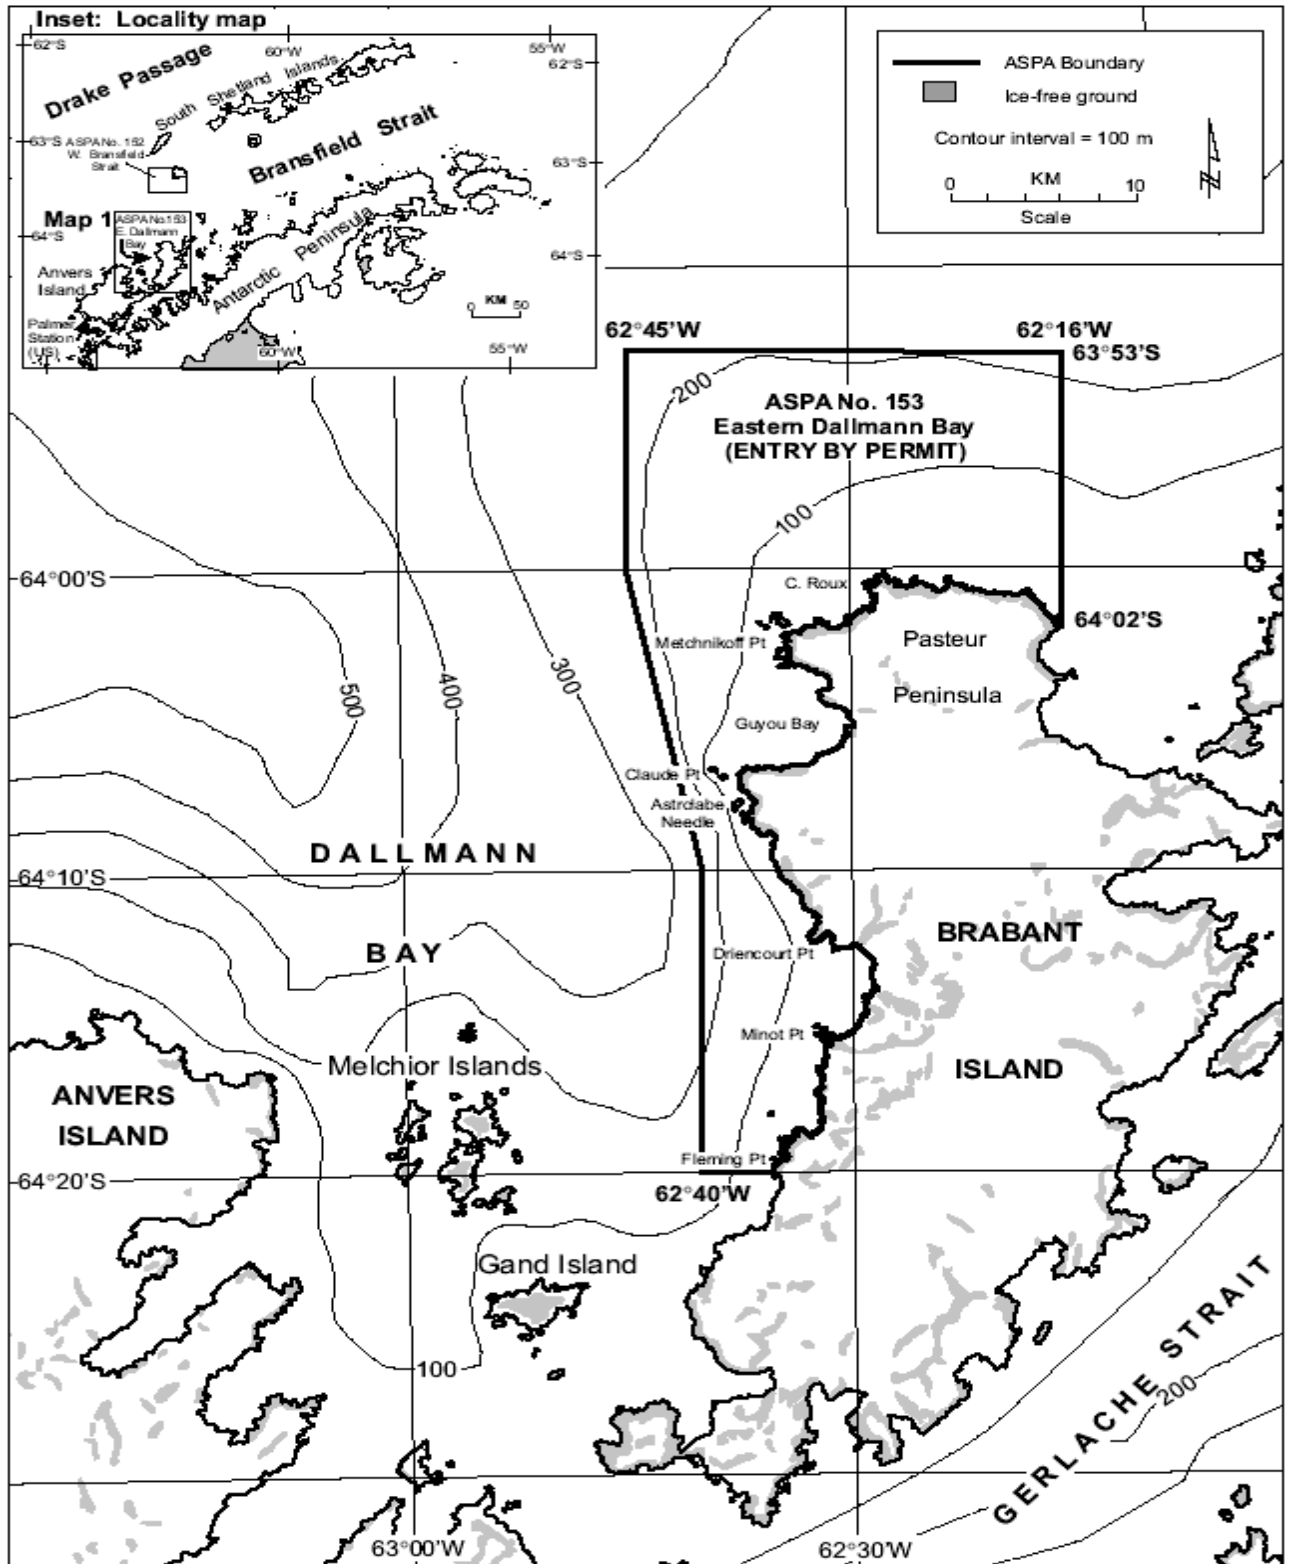 Inset: Locality map
62°S
60°W
55°W
62°S
Drake Passage
South Shetland Islands
Bransfield Strait
63°S
ASPA No. 152
W. Bransfield
Strait
63°S
Map 1
ASPA No.153
E. Dallmann
Bay
64°S
64°S
Antarctic Peninsula
Anvers
Island
Palmer
Station
(US)
KM
0 50
60°W
55°W
ASPA Boundary
Ice-free ground
Contour interval = 100 m
KM
0 10
Scale
62°45'W
62°16'W
63°53'S
200
ASPA No. 153
Eastern Dallmann Bay
(ENTRY BY PERMIT)
100
64°00'S
C. Roux
64°02'S
Metchnikoff Pt
Pasteur
Peninsula
500
400
300
Guyou Bay
Claude Pt
Astrolabe
Needle
DALLMANN
64°10'S
BAY
BRABANT
Driencourt Pt
Minot Pt
Melchior Islands
ISLAND
ANVERS
ISLAND
Fleming Pt
64°20'S
62°40'W
Gand Island
100
GERLACHE STRAIT
200
63°00'W
62°30'W